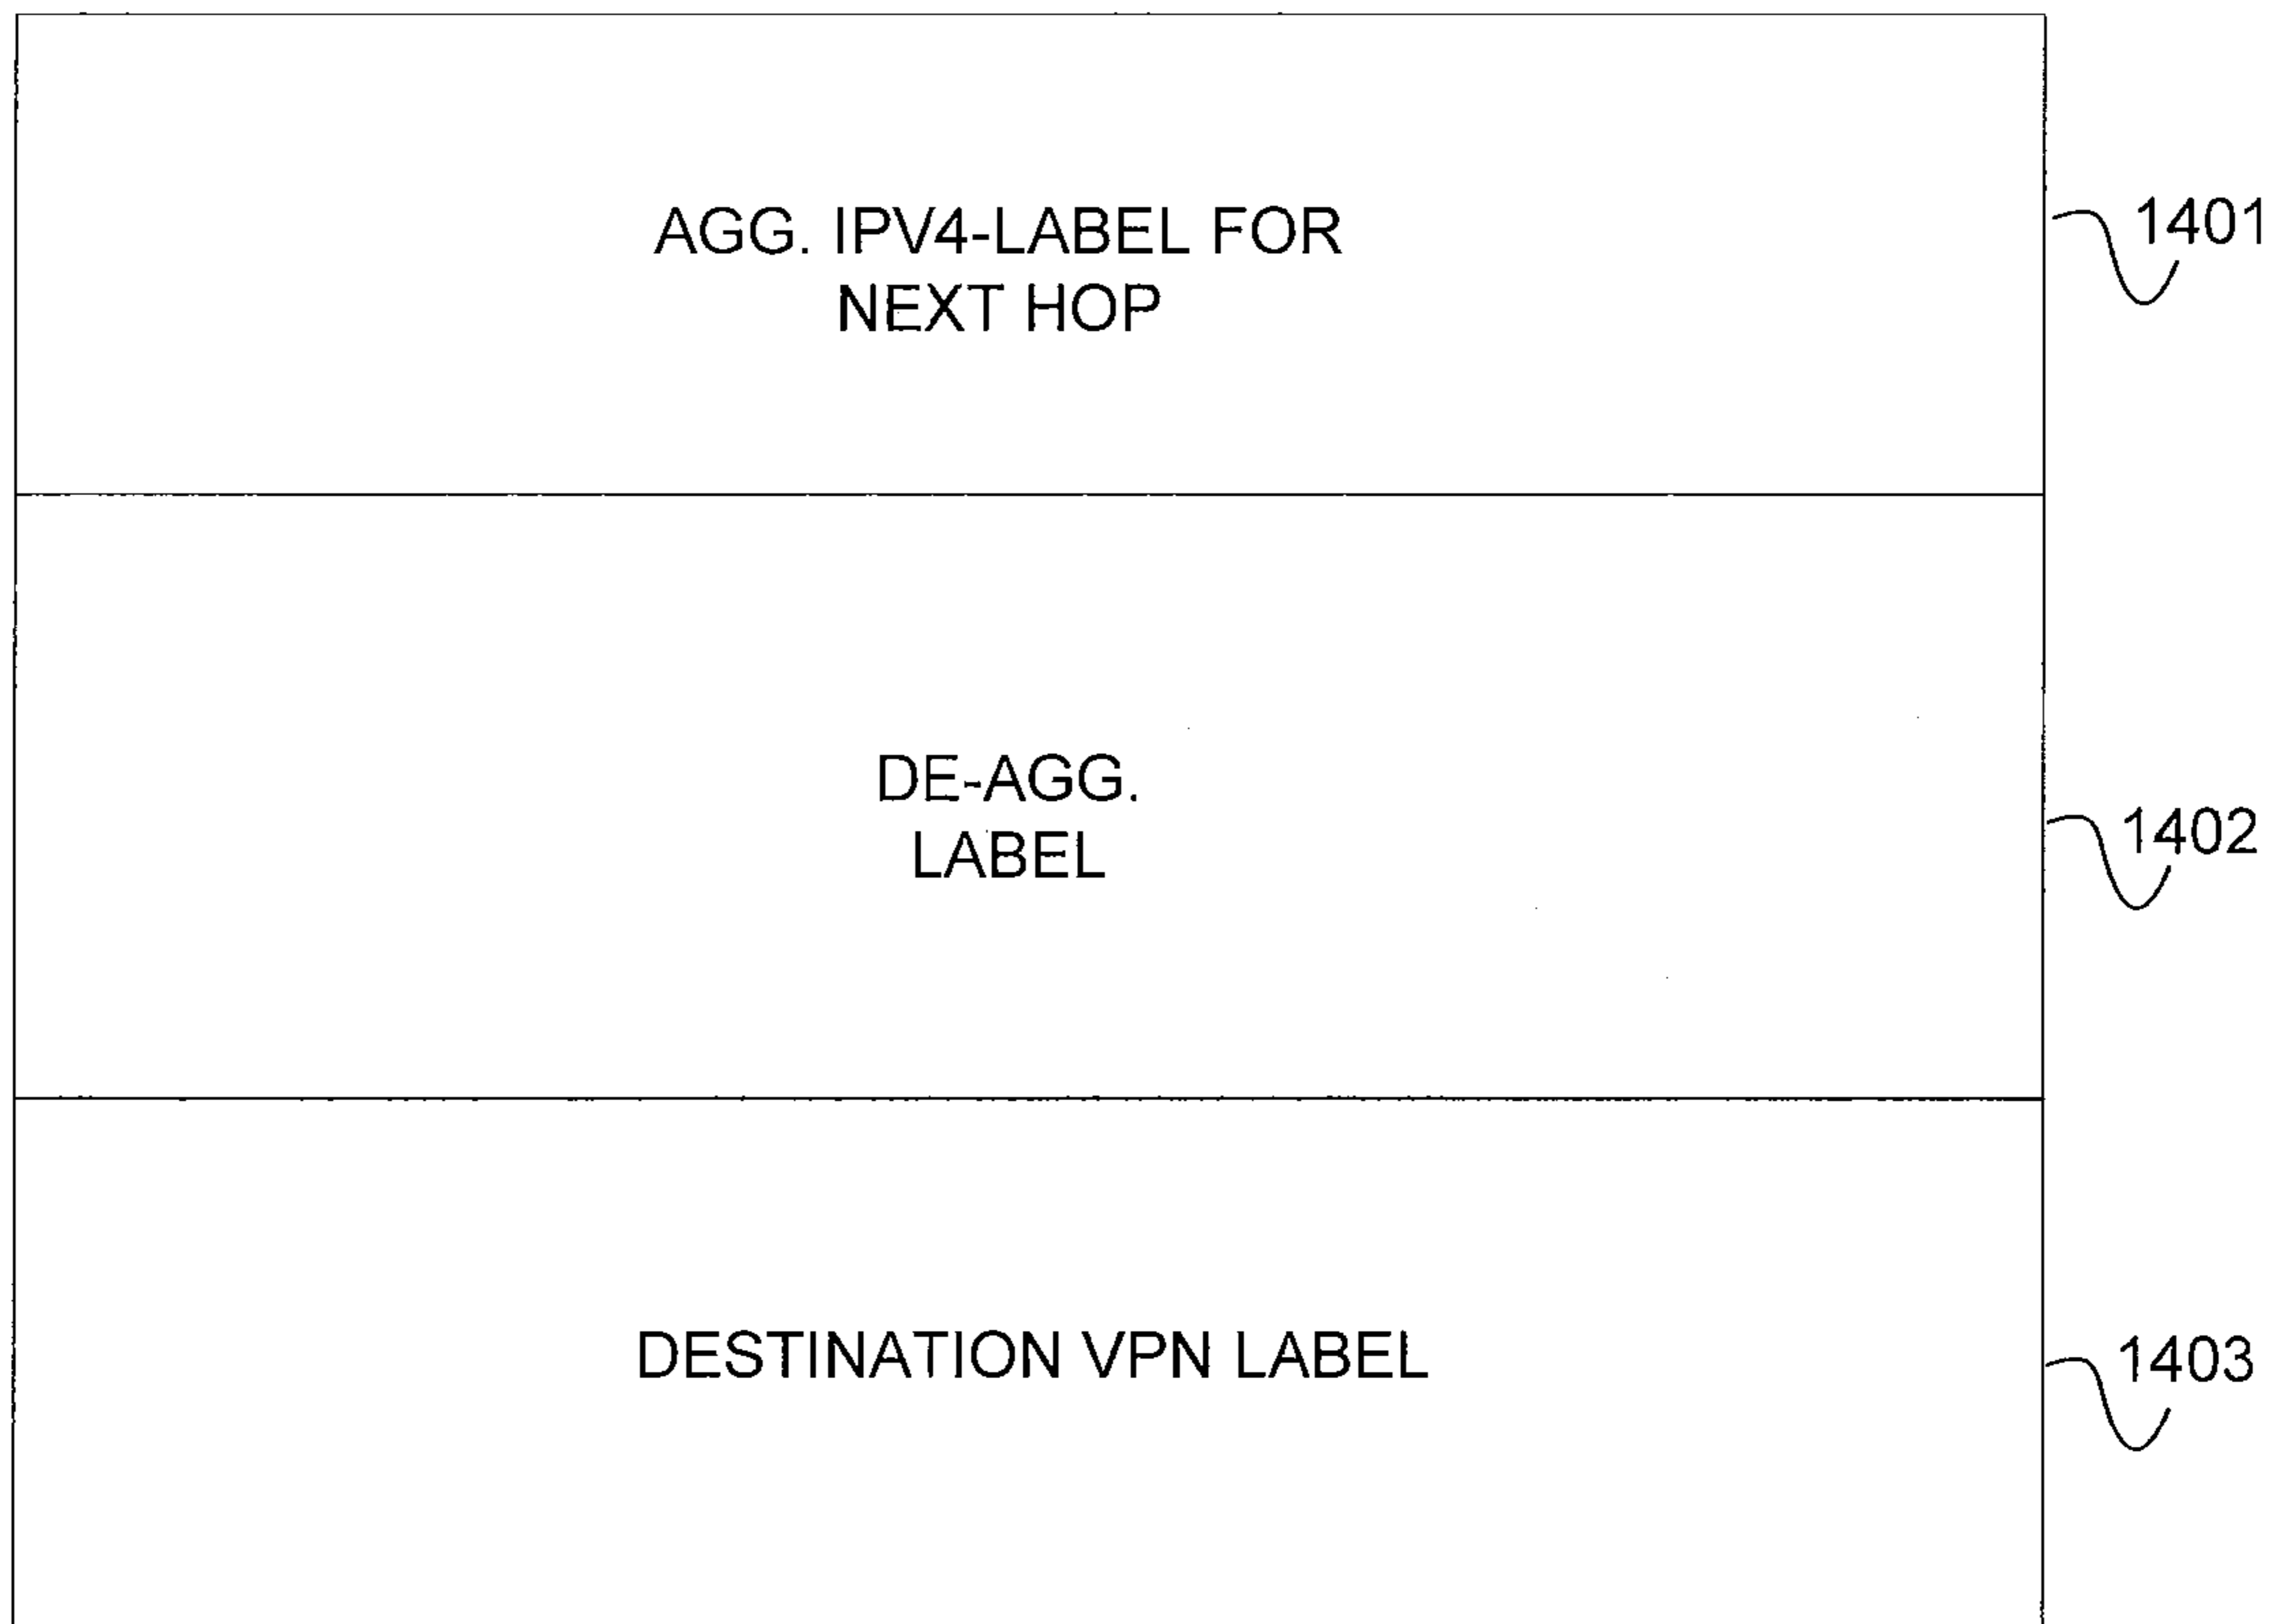 AGG. IPV4-LABEL FOR
NEXT HOP
1401
DE-AGG.
LABEL
1402
DESTINATION VPN LABEL
1403